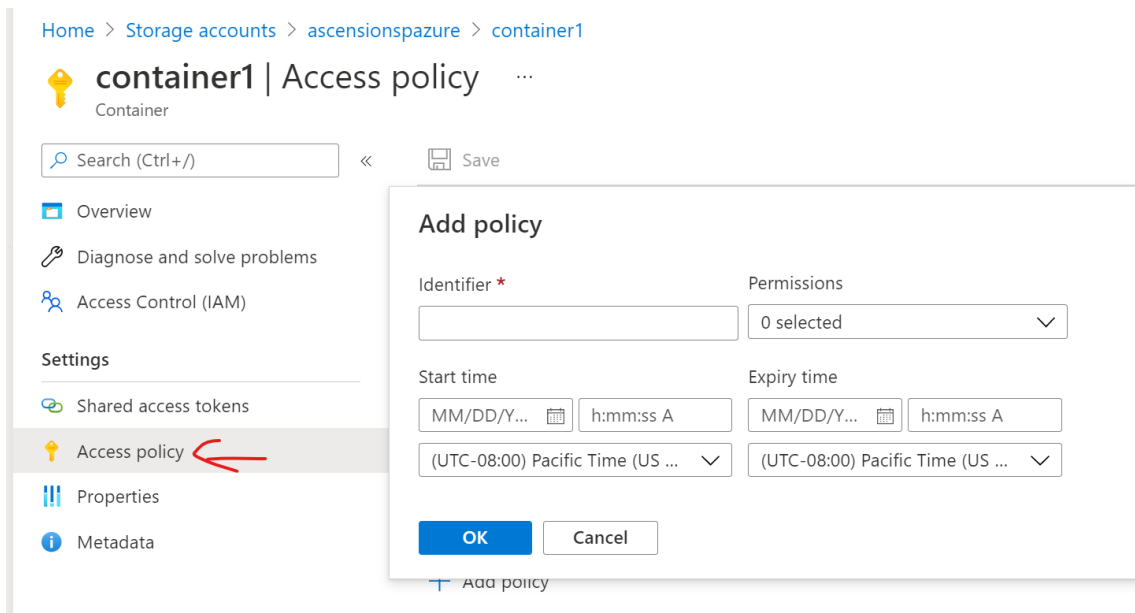 Home > Storage accounts > ascensionspazure > container1
container1 | Access policy ...
Container
Search (Ctrl+/)
«
Save
Overview
Diagnose and solve problems
Access Control (IAM)
Settings
Shared access tokens
Access policy
Properties
Metadata
Add policy
Identifier *
Permissions
0 selected
Start time
Expiry time
MM/DD/Y... h:mm:ss A
MM/DD/Y... h:mm:ss A
(UTC-08:00) Pacific Time (US ...
(UTC-08:00) Pacific Time (US ...
OK
Cancel
+ Add policy